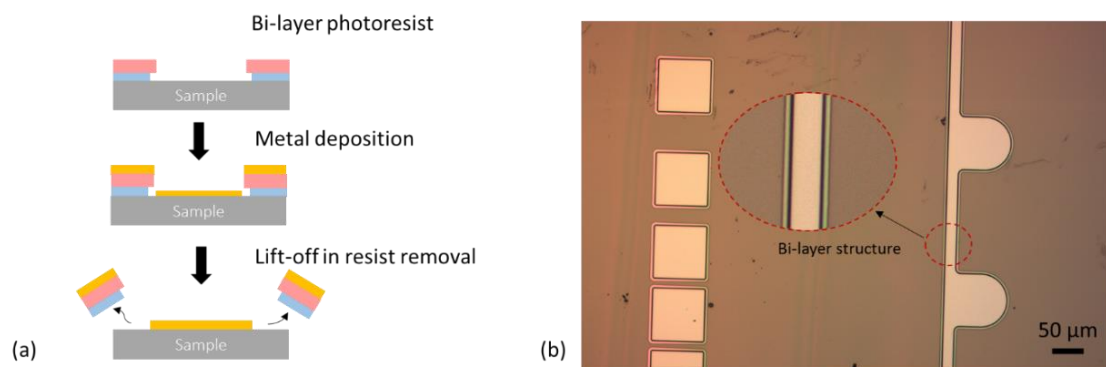 Bi-layer photoresist
Sample
Metal deposition
Sample
Lift-off in resist removal
Sample
(a)
Bi-layer structure
50 µm
(b)